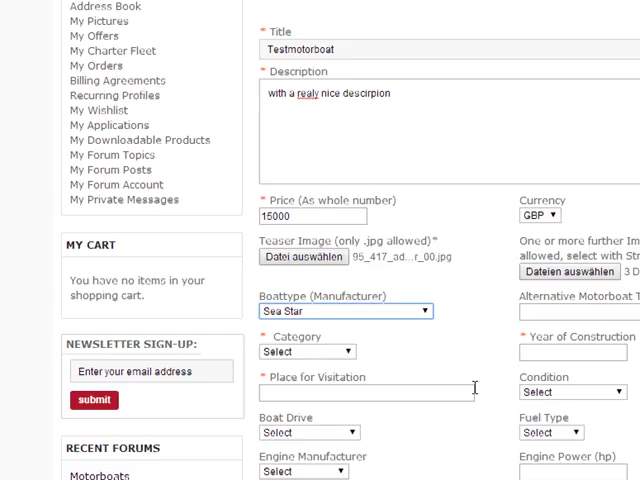 Address Book
My Pictures
My Offers
My Charter Fleet
My Orders
Billing Agreements
Recurring Profiles
My Wishlist
My Applications
My Downloadable Products
My Forum Topics
My Forum Posts
My Forum Account
My Private Messages
MY CART
You have no items in your
shopping cart.
NEWSLETTER SIGN-UP:
Enter your email address
submit
RECENT FORUMS
Motorboats
* Title
Testmotorboat
* Description
with a realy nice descirpion
* Price (As whole number)
Currency
15000
GBP
Teaser Image (only .jpg allowed)*
One or more further Im
allowed, select with Str
Datei auswählen 95_417_ad...r_00.jpg
Dateien auswählen 3 D
Boattype (Manufacturer)
Alternative Motorboat T
Sea Star
* Category
* Year of Construction
Select
* Place for Visitation
Condition
Select
Boat Drive
Fuel Type
Select
Select
Engine Manufacturer
Engine Power (hp)
Select